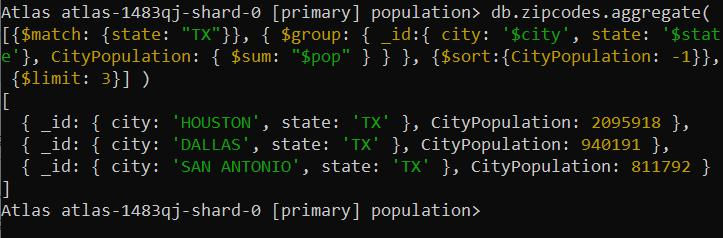 Atlas atlas-1483qj-shard-0 [primary] population> db.zipcodes.aggregate(
[{$match: {state: "TX"}}, { $group: { _id:{ city: '$city', state: '$stat
e'}, CityPopulation: { $sum: "$pop" } } }, {$sort:{CityPopulation: -1}},
{$limit: 3}] )
[
  { _id: { city: 'HOUSTON', state: 'TX' }, CityPopulation: 2095918 },
  { _id: { city: 'DALLAS', state: 'TX' }, CityPopulation: 940191 },
  { _id: { city: 'SAN ANTONIO', state: 'TX' }, CityPopulation: 811792 }
]
Atlas atlas-1483qj-shard-0 [primary] population>